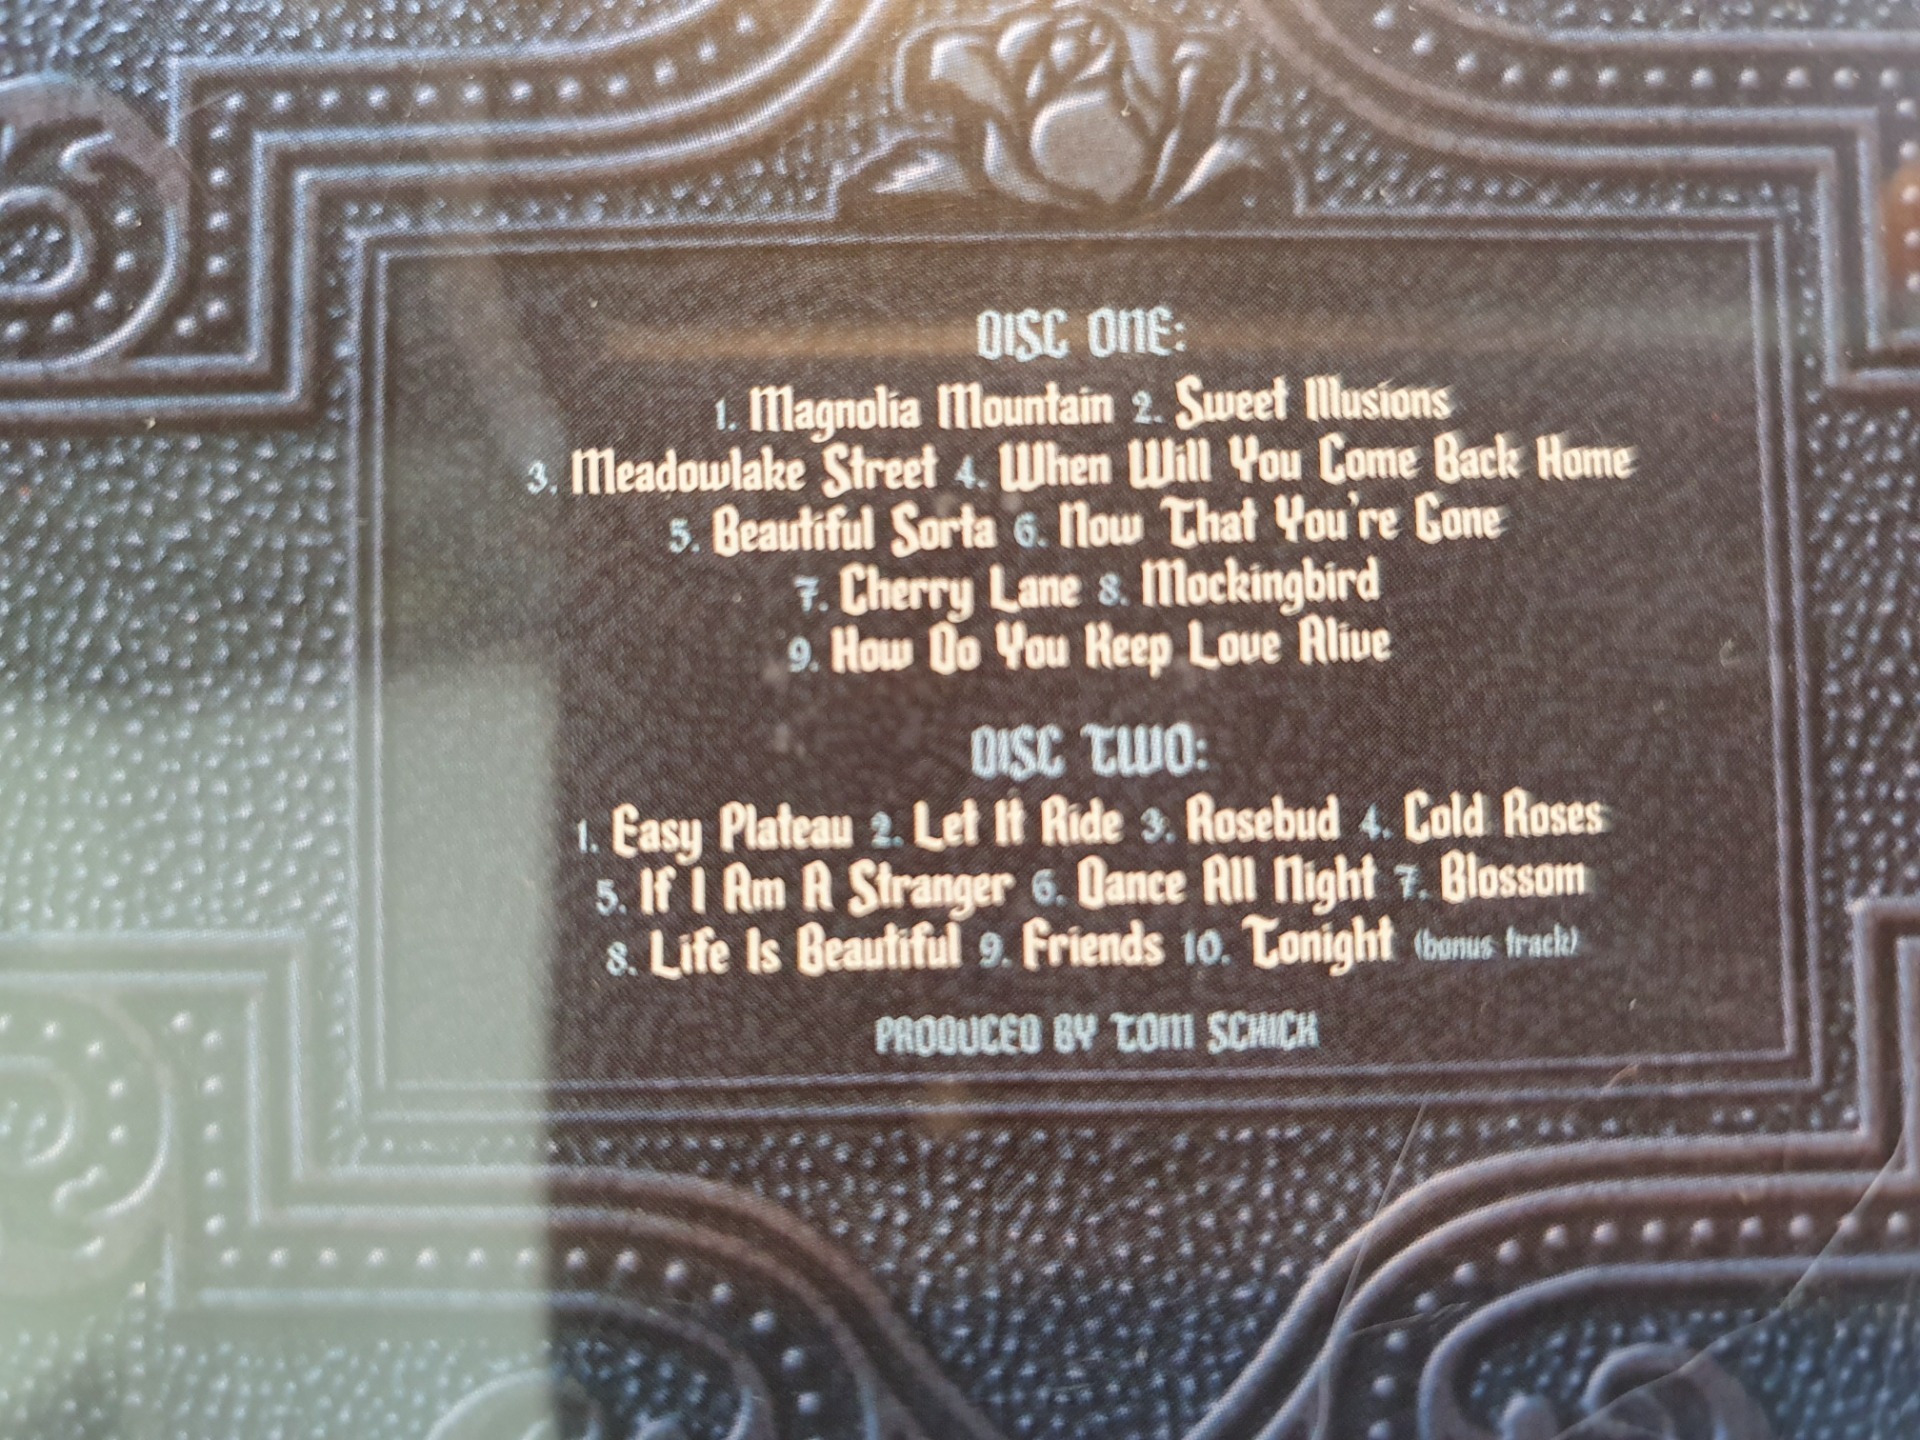 DISC ONE:
1. Magnolia Mountain 2. Sweet Illusions
3. Meadowlake Street 4. When Will You Come Back Home
5. Beautiful Sorta 6. Now That You're Gone
7. Cherry Lane 8. Mockingbird
9. How Do You Keep Love Alive
DISC TWO:
1. Easy Plateau 2. Let It Ride 3. Rosebud 4. Cold Roses
5. If I Am A Stranger 6. Dance All Night 7. Blossom
8. Life Is Beautiful 9. Friends 10. Tonight (bonus track)
PRODUCED BY TOM SCHICK